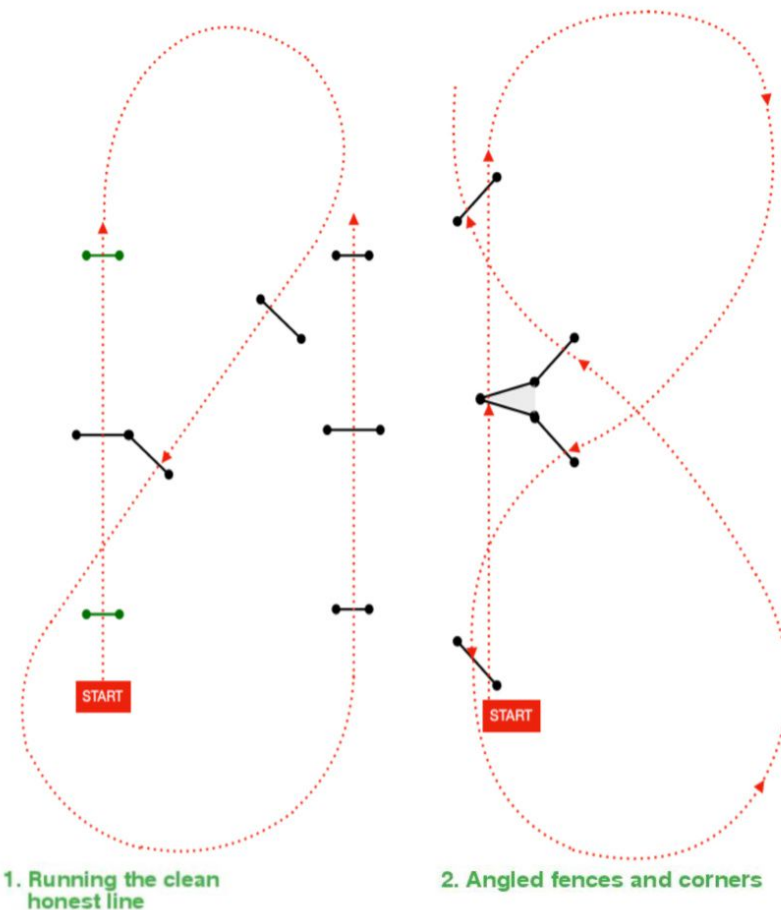 START
START
1. Running the clean
honest line
2. Angled fences and corners